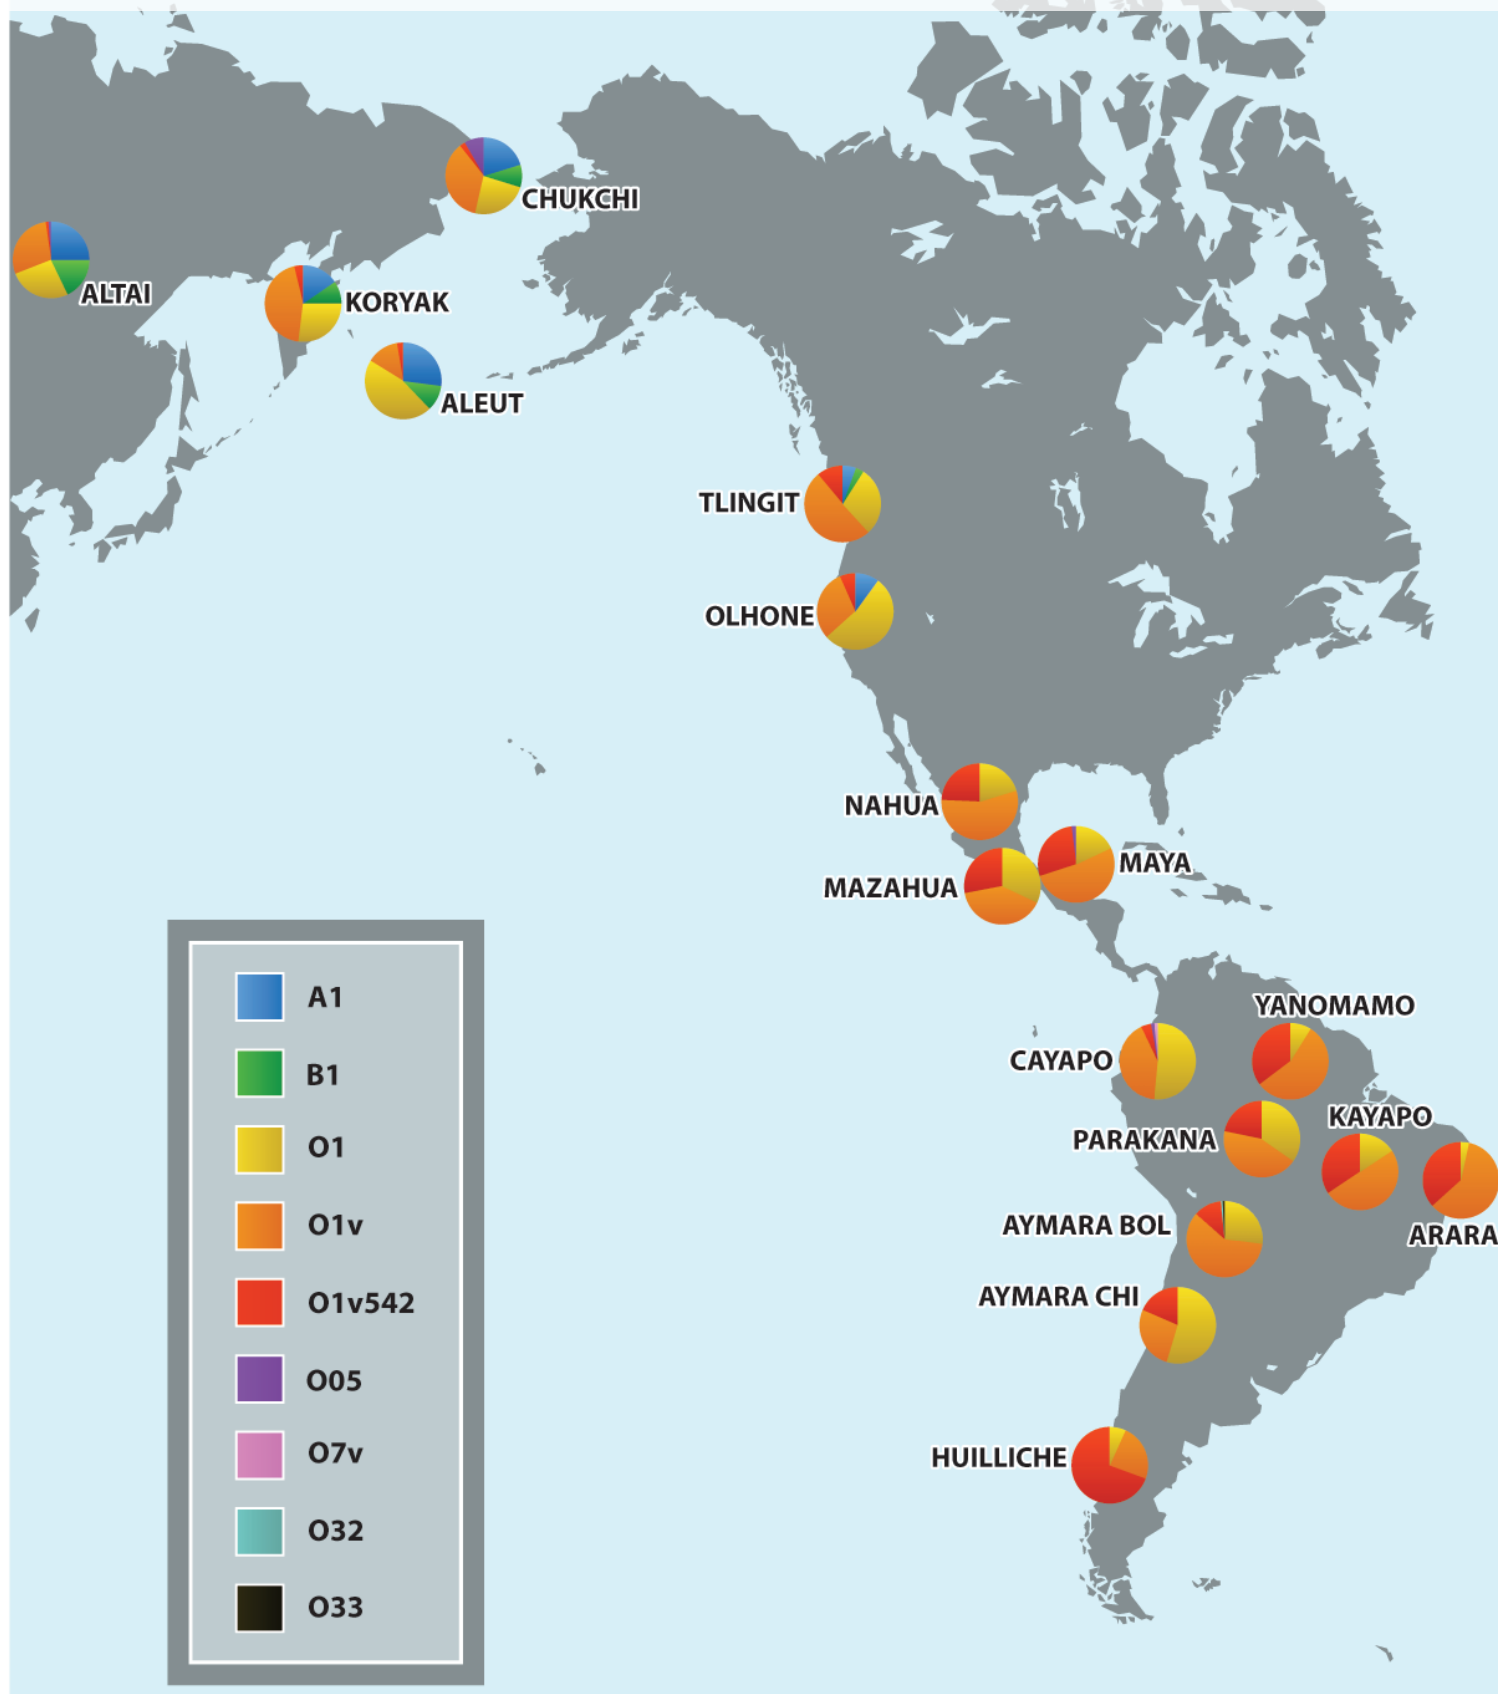 CHUKCHI
ALTAI
KORYAK
ALEUT
TLINGIT
OLHONE
NAHUA
MAYA
MAZAHUA
YANOMAMO
CAYAPO
KAYAPO
PARAKANA
AYMARA BOL
ARARA
AYMARA CHI
HUILLICHE
A1
B1
O1
O1v
O1v542
O05
O7v
O32
O33